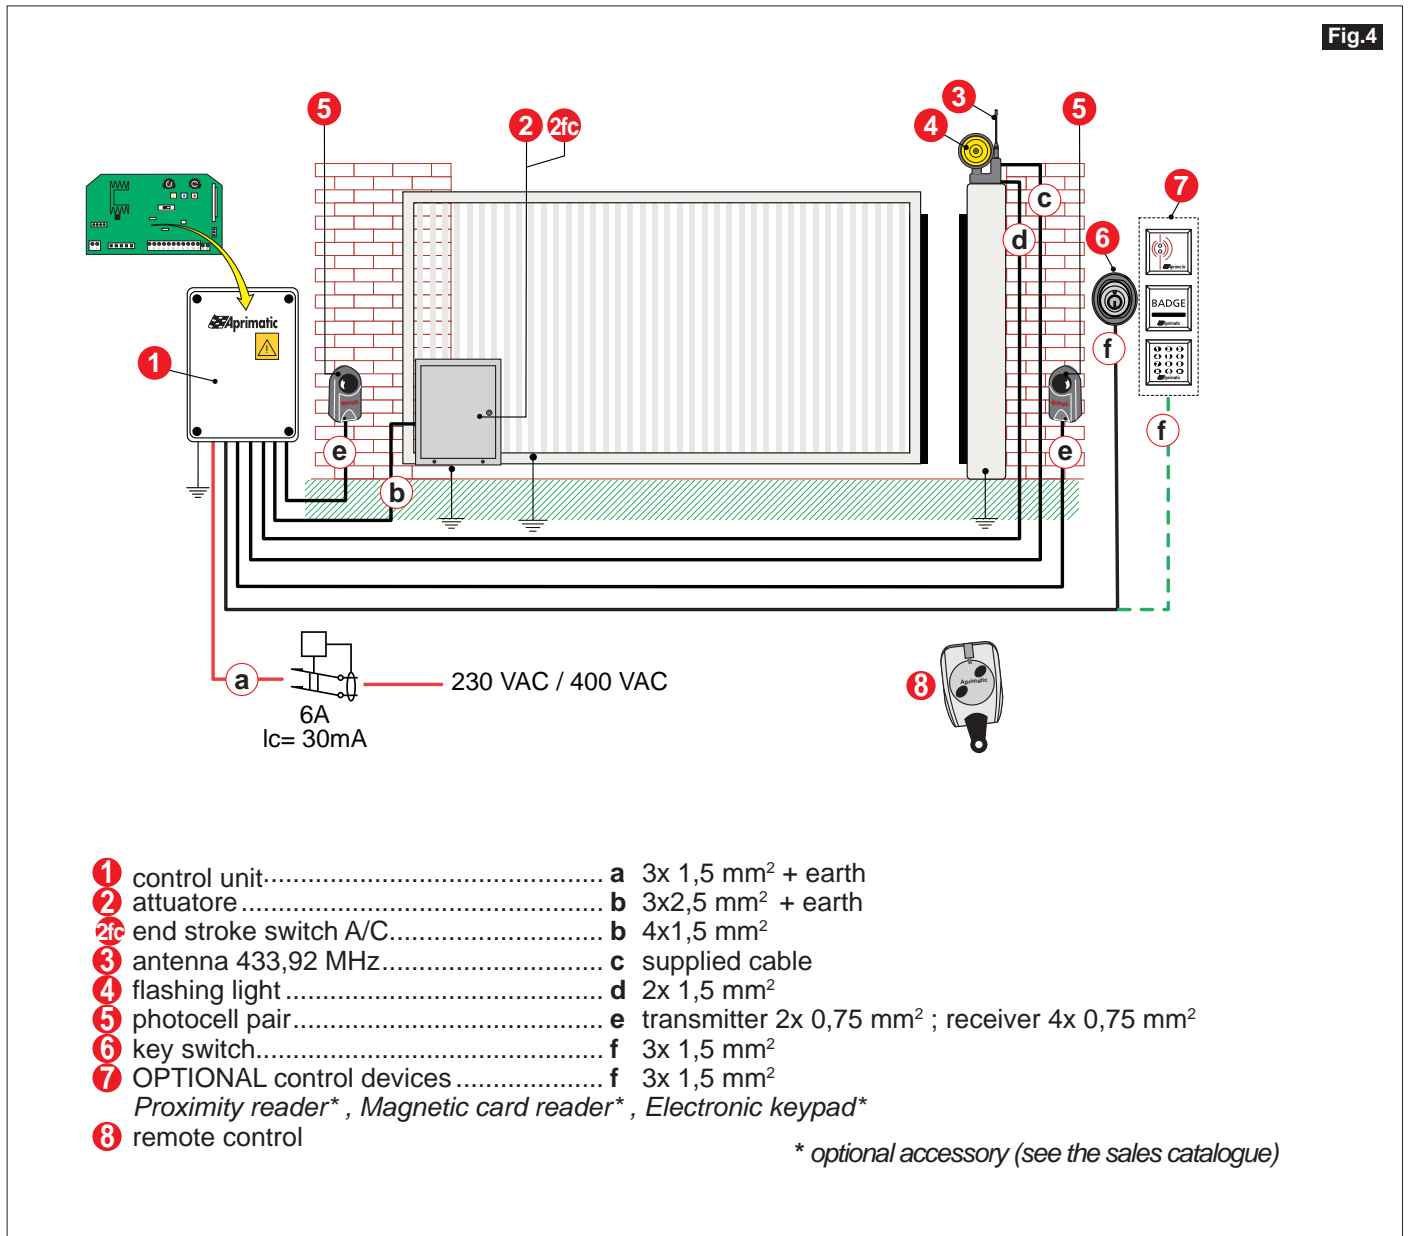 Fig.4
5
2
2fc
3
4
5
7
c
6
d
Aprimatic
BADGE
Aprimatic
1
f
Aprimatic
f
e
e
b
a
230 VAC / 400 VAC
6A
Ic= 30mA
8
Aprimatic
1 control unit............................................ a 3x 1,5 mm² + earth
2 attuatore............................................... b 3x2,5 mm² + earth
2fc end stroke switch A/C............................ b 4x1,5 mm²
3 antenna 433,92 MHz............................. c supplied cable
4 flashing light......................................... d 2x 1,5 mm²
5 photocell pair........................................ e transmitter 2x 0,75 mm² ; receiver 4x 0,75 mm²
6 key switch............................................. f 3x 1,5 mm²
7 OPTIONAL control devices................... f 3x 1,5 mm²
Proximity reader* , Magnetic card reader* , Electronic keypad*
8 remote control
* optional accessory (see the sales catalogue)